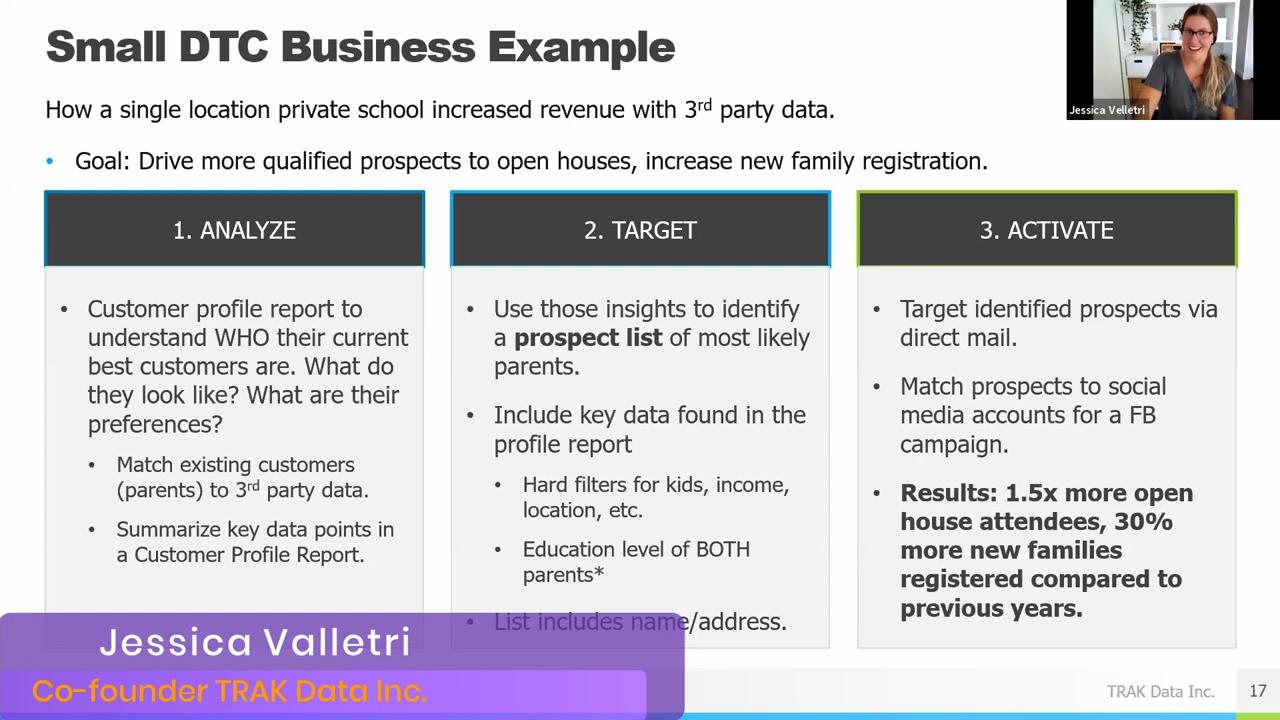 Small DTC Business Example
Jessica Velletri
How a single location private school increased revenue with 3rd party data.
• Goal: Drive more qualified prospects to open houses, increase new family registration.
1. ANALYZE
• Customer profile report to
understand WHO their current
best customers are. What do
they look like? What are their
preferences?
• Match existing customers
(parents) to 3rd party data.
• Summarize key data points in
a Customer Profile Report.
2. TARGET
• Use those insights to identify
a prospect list of most likely
parents.
• Include key data found in the
profile report
• Hard filters for kids, income,
location, etc.
• Education level of BOTH
parents*
• List includes name/address.
3. ACTIVATE
• Target identified prospects via
direct mail.
• Match prospects to social
media accounts for a FB
campaign.
• Results: 1.5x more open
house attendees, 30%
more new families
registered compared to
previous years.
Jessica Valletri
Co-founder TRAK Data Inc.
TRAK Data Inc.
17